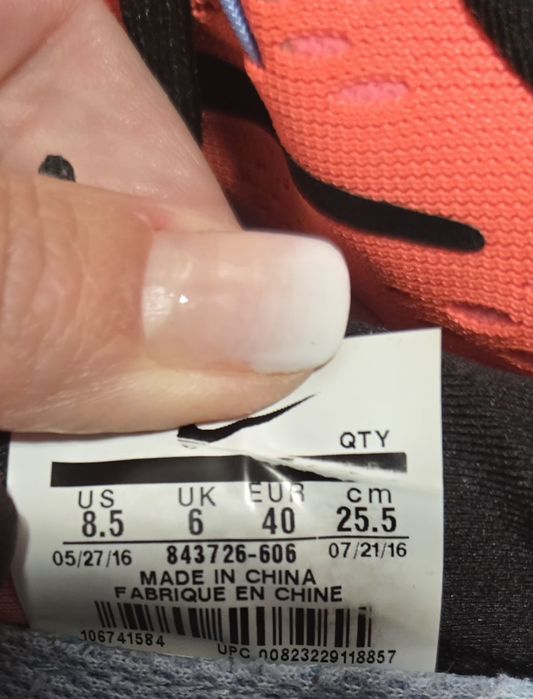 QTY
US UK EUR cm
8.5 6 40 25.5
05/27/16 843726-606 07/21/16
MADE IN CHINA
FABRIQUE EN CHINE
106741584
UPC 00823229118857